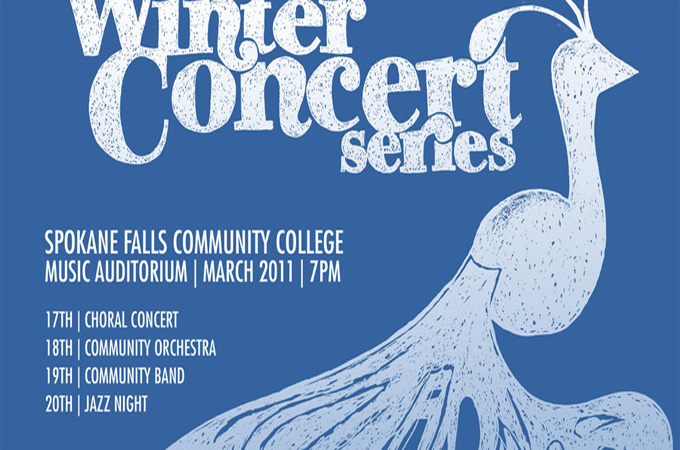 Winter
Concert
series
SPOKANE FALLS COMMUNITY COLLEGE
MUSIC AUDITORIUM | MARCH 2011 | 7PM
17TH | CHORAL CONCERT
18TH | COMMUNITY ORCHESTRA
19TH | COMMUNITY BAND
20TH | JAZZ NIGHT